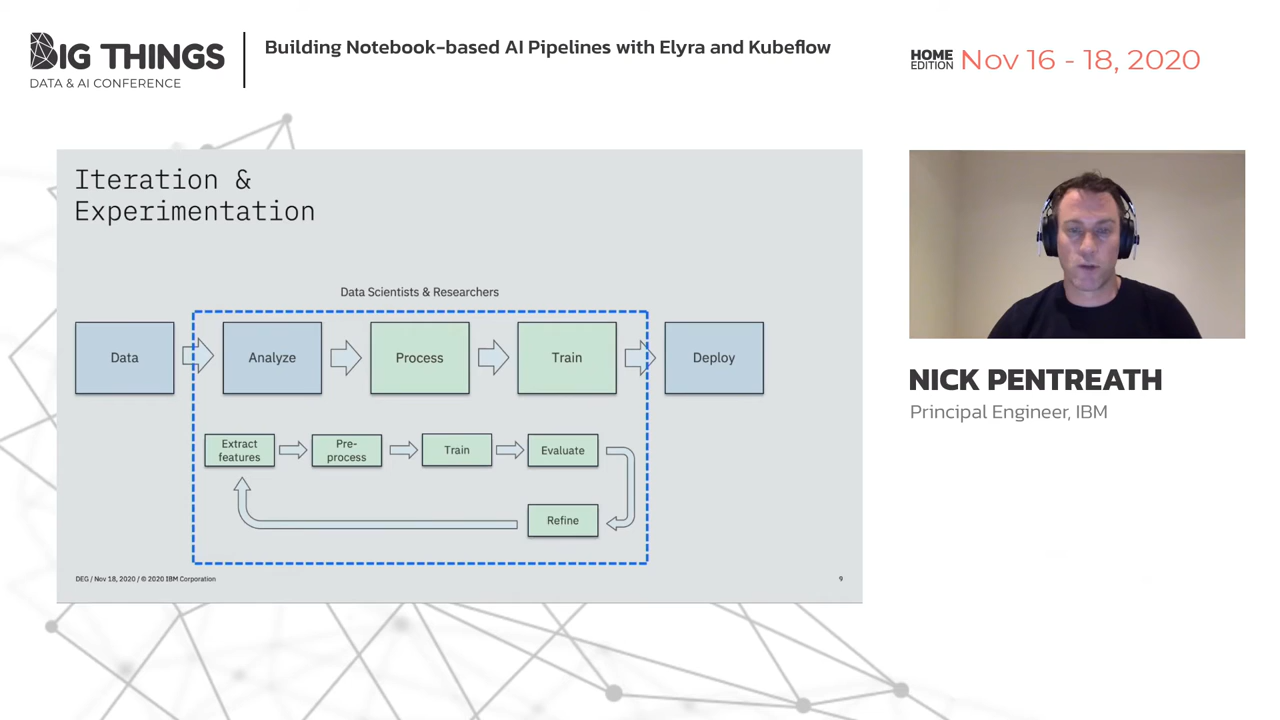 BIG THINGS
DATA & AI CONFERENCE
Building Notebook-based AI Pipelines with Elyra and Kubeflow
HOME
EDITION
Nov 16 - 18, 2020
Iteration &
Experimentation
Data Scientists & Researchers
Data
Analyze
Process
Train
Deploy
Extract
features
Pre-
process
Train
Evaluate
Refine
DEG / Nov 18, 2020 / © 2020 IBM Corporation
9
NICK PENTREATH
Principal Engineer, IBM